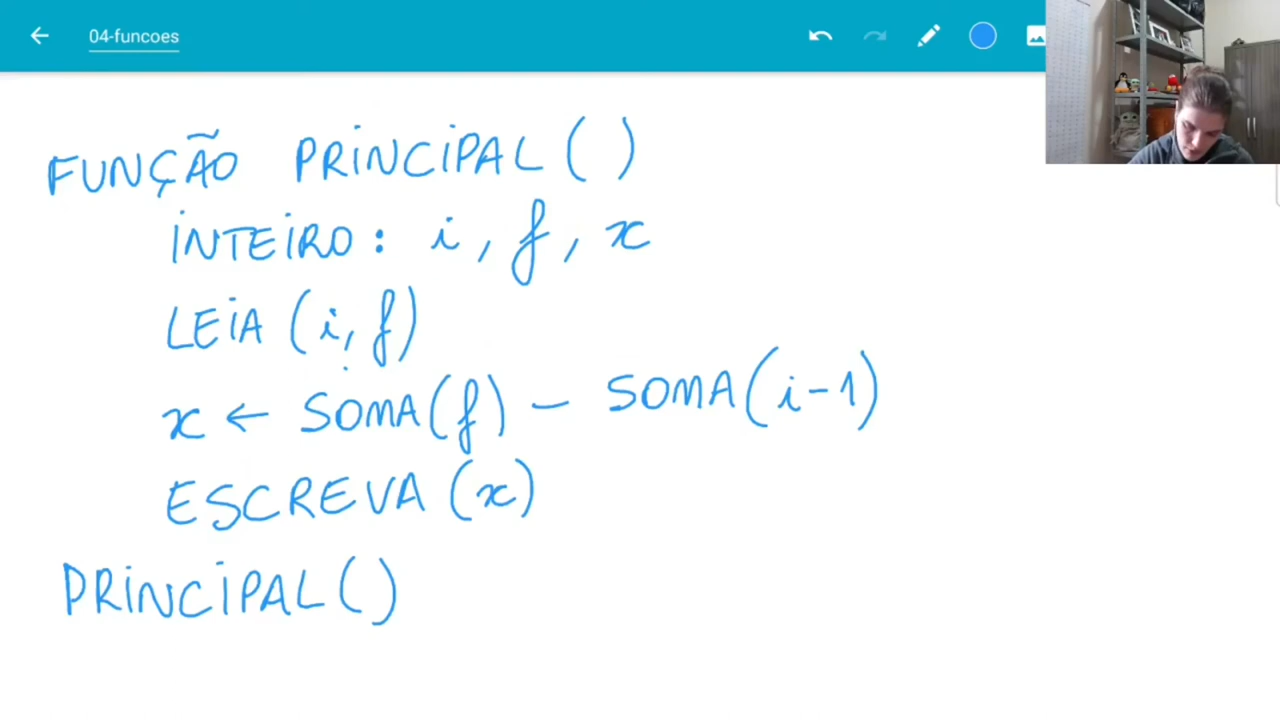 04-funcoes
FUNÇÃO PRINCIPAL ( )
INTEIRO : i , f , x
LEIA (i, f)
x ← SOMA(f) - SOMA(i-1)
ESCREVA (x)
PRINCIPAL ( )